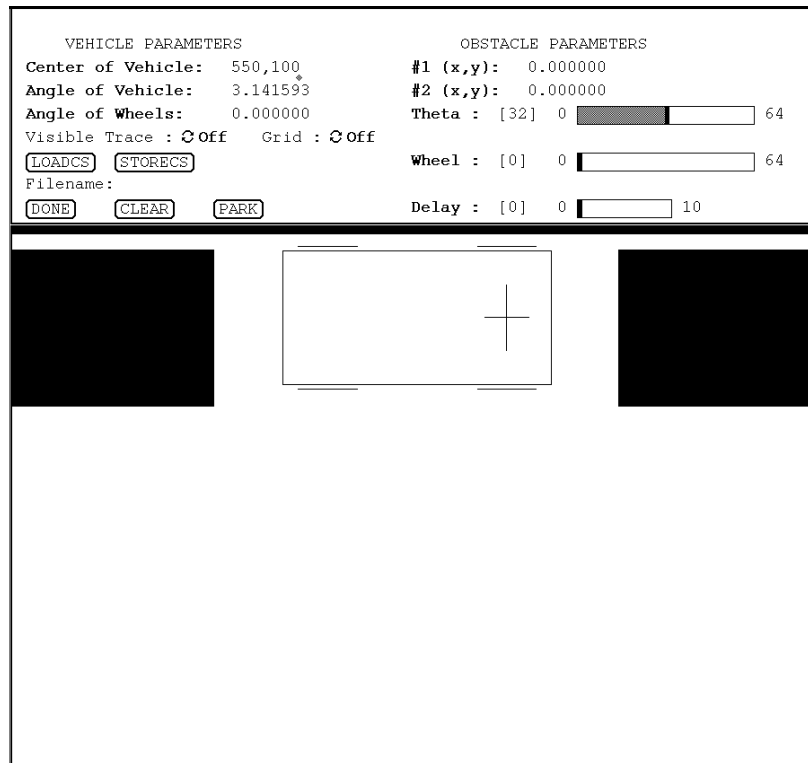 VEHICLE PARAMETERS OBSTACLE PARAMETERS
Center of Vehicle: 550,100 #1 (x,y): 0.000000
Angle of Vehicle: 3.141593 #2 (x,y): 0.000000
Angle of Wheels: 0.000000 Theta : [32] 0 64
Visible Trace : Off Grid : Off
LOADCS STORECS Wheel : [0] 0 64
Filename:
DONE CLEAR PARK Delay : [0] 0 10